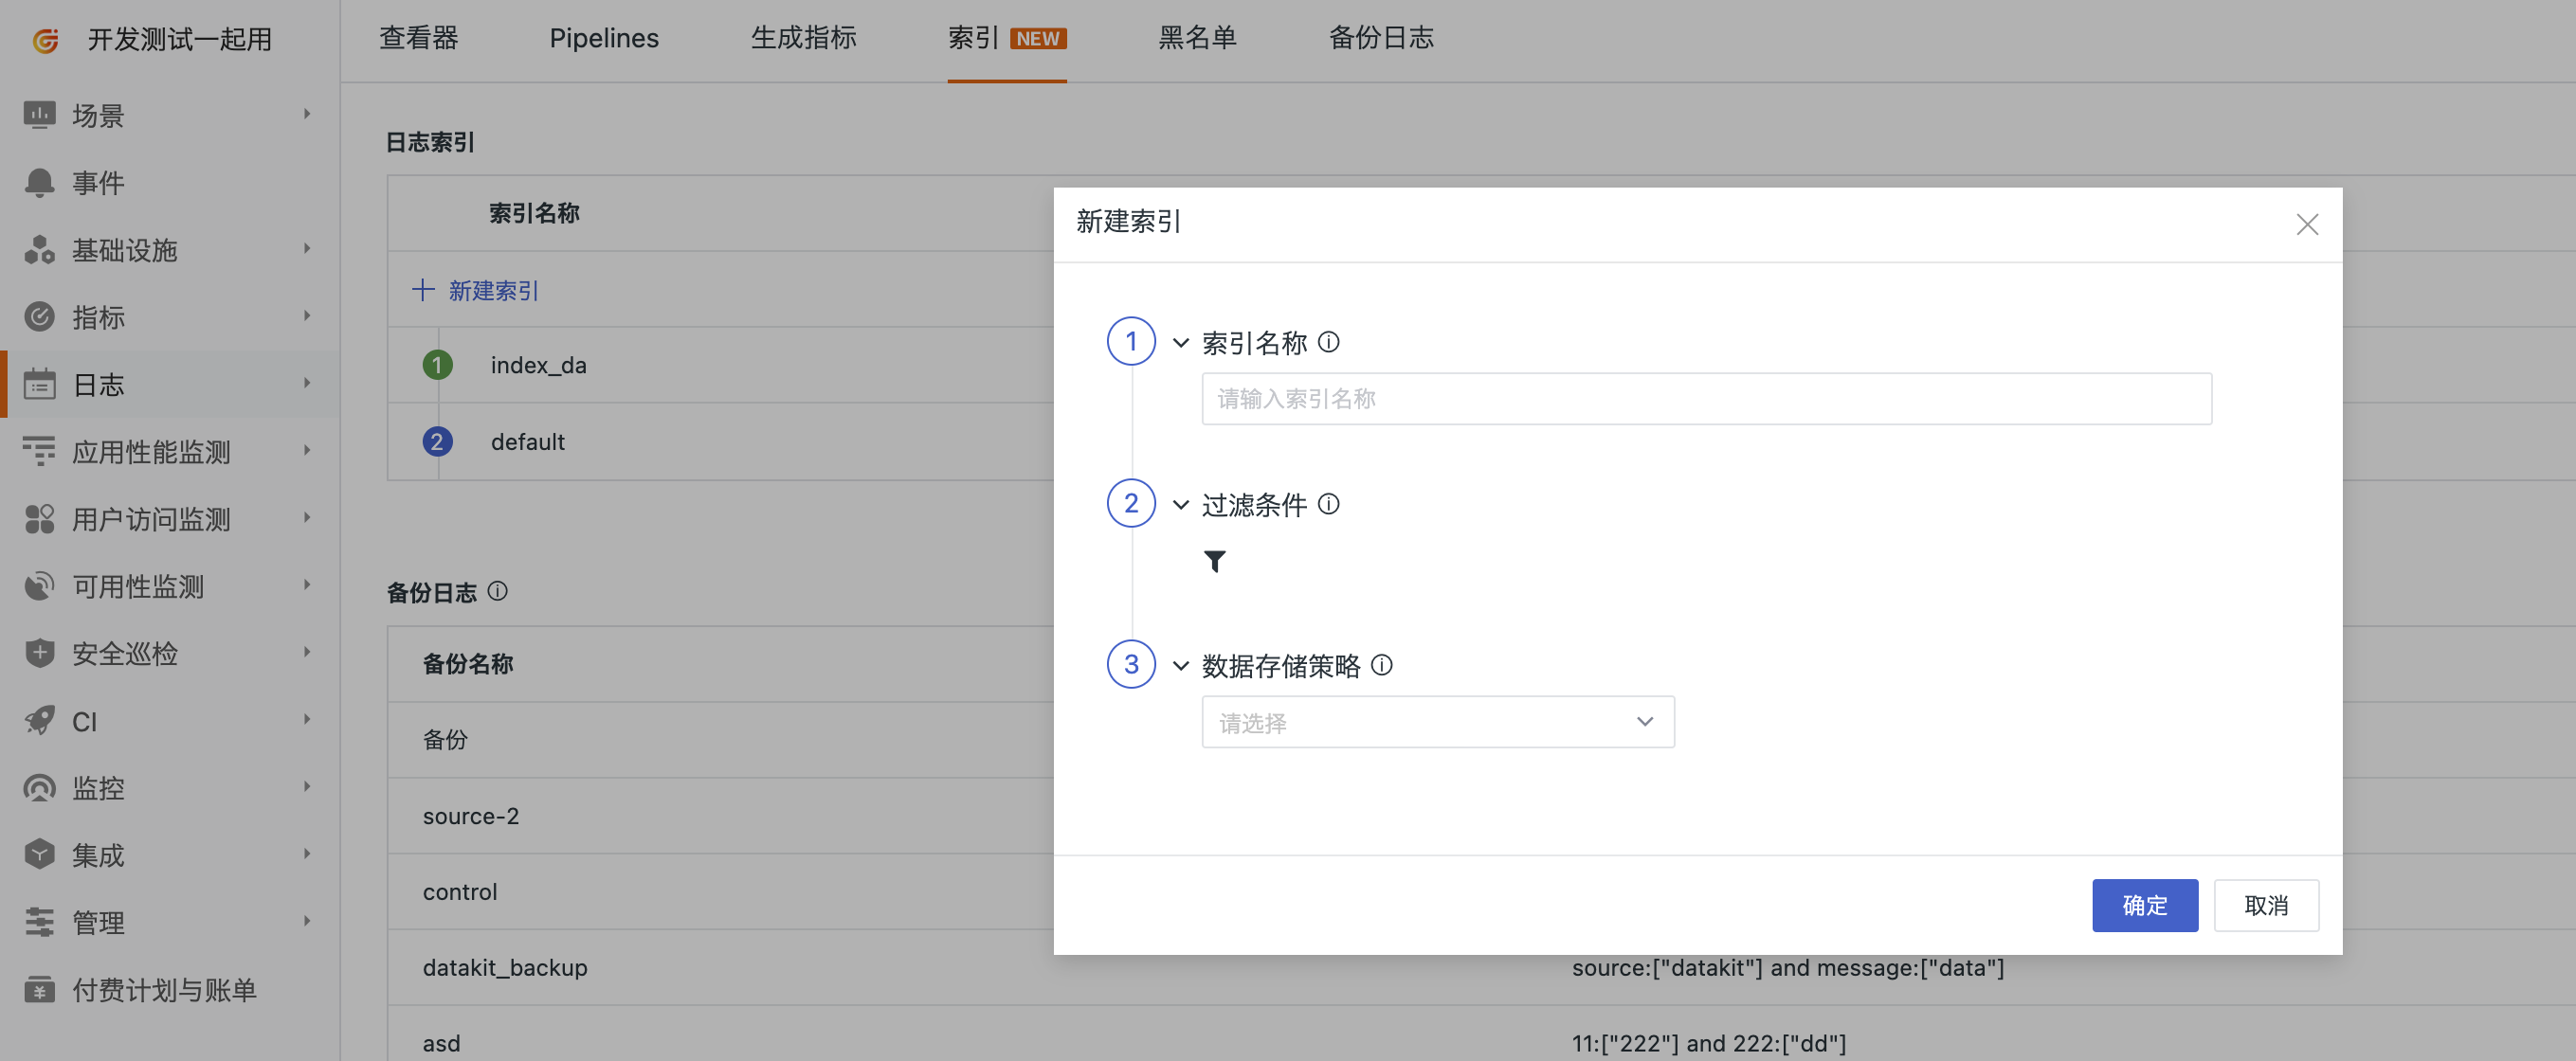 开发测试一起用
场景
事件
基础设施
指标
日志
应用性能监测
用户访问监测
可用性监测
安全巡检
CI
监控
集成
管理
付费计划与账单
查看器 Pipelines 生成指标 索引 NEW 黑名单 备份日志
日志索引
索引名称
新建索引
1 index_da
2 default
备份日志
备份名称
备份
source-2
control
datakit_backup source:["datakit"] and message:["data"]
asd 11:["222"] and 222:["dd"]
新建索引
1 索引名称
请输入索引名称
2 过滤条件
3 数据存储策略
请选择
确定 取消